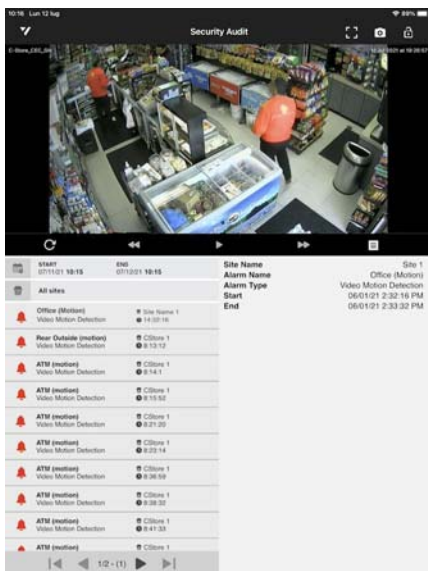 10:16 Lun 12 lug
89%
Security Audit
START
07/11/21 10:15
END
07/12/21 10:15
All sites
Office (Motion)
Video Motion Detection
Site Name 1
14:32:16
Rear Outside (motion)
Video Motion Detection
CStore 1
8:13:12
ATM (motion)
Video Motion Detection
CStore 1
8:14:1
ATM (motion)
Video Motion Detection
CStore 1
8:15:52
ATM (motion)
Video Motion Detection
CStore 1
8:21:20
ATM (motion)
Video Motion Detection
CStore 1
8:23:14
ATM (motion)
Video Motion Detection
CStore 1
8:36:59
ATM (motion)
Video Motion Detection
CStore 1
8:38:32
ATM (motion)
Video Motion Detection
CStore 1
8:41:33
ATM (motion)
CStore 1
1/2 - (1)
Site Name
Site 1
Alarm Name
Office (Motion)
Alarm Type
Video Motion Detection
Start
06/01/21 2:32:16 PM
End
06/01/21 2:33:32 PM